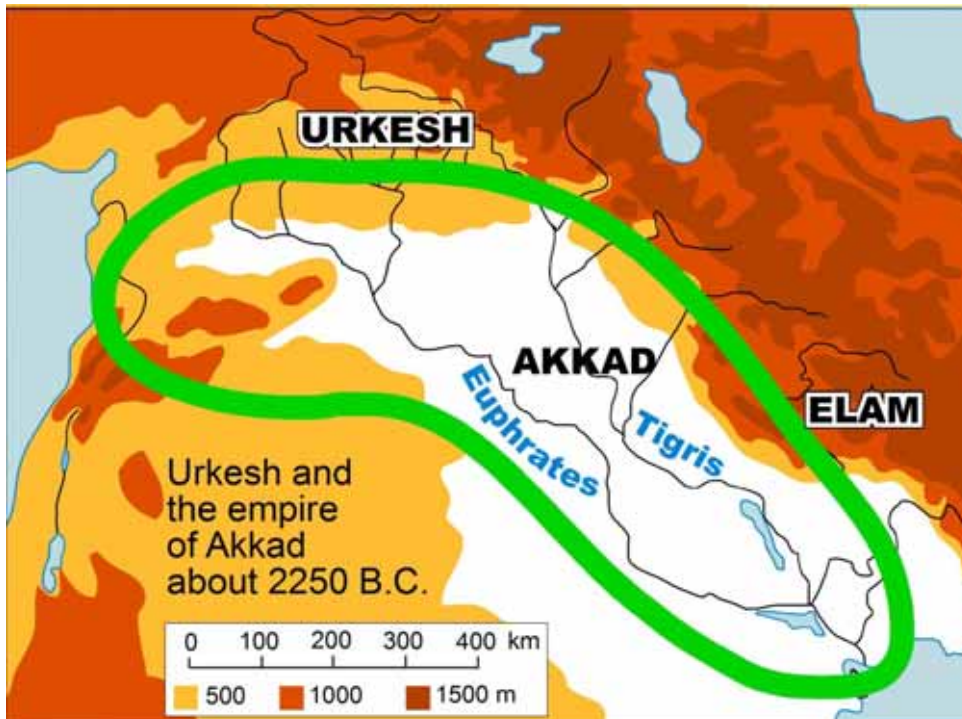 URKESH
AKKAD
ELAM
Euphrates
Tigris
Urkesh and
the empire
of Akkad
about 2250 B.C.
0 100 200 300 400 km
500 1000 1500 m